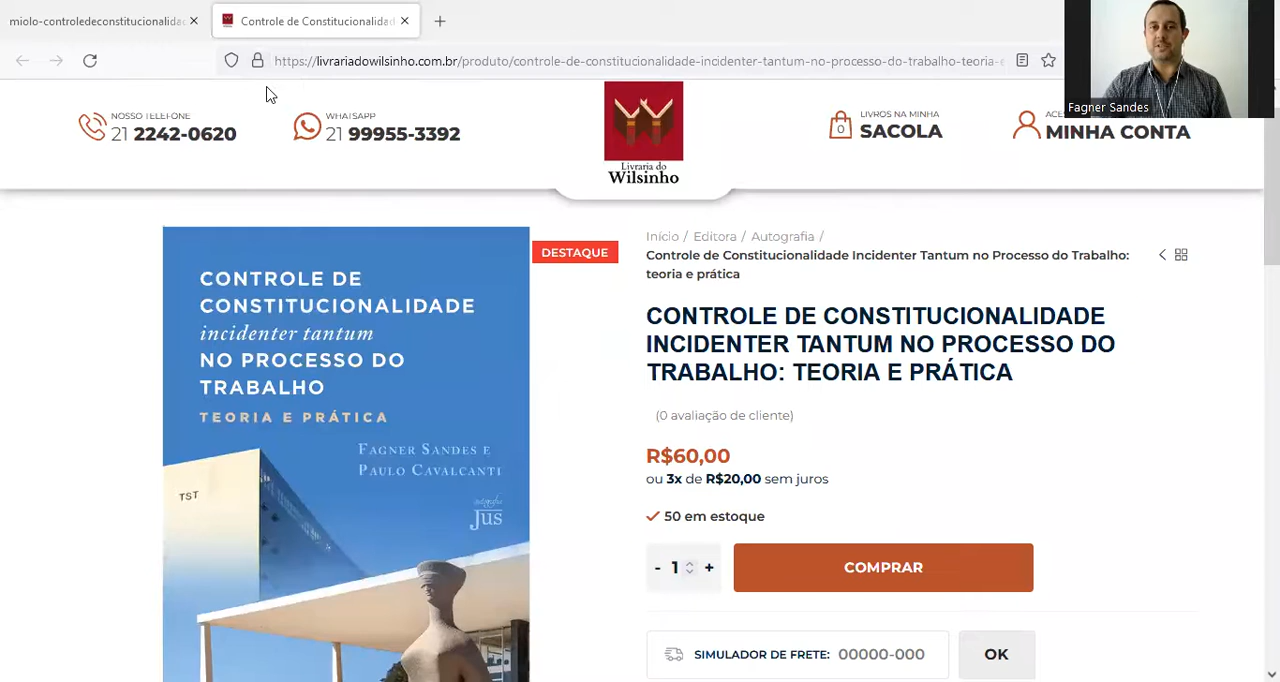 miolo-controledeconstitucionalida
Controle de Constitucionalidad
https://livrariadowilsinho.com.br/produto/controle-de-constitucionalidade-incidenter-tantum-no-processo-do-trabalho-teoria-e
Fagner Sandes
NOSSO TELEFONE
21 2242-0620
WHATSAPP
21 99955-3392
Livraria do
Wilsinho
LIVROS NA MINHA
0 SACOLA
MINHA CONTA
CONTROLE DE
CONSTITUCIONALIDADE
incidenter tantum
NO PROCESSO DO
TRABALHO
TEORIA E PRÁTICA
FAGNER SANDES E
PAULO CAVALCANTI
TST
Jus
DESTAQUE
Início / Editora / Autografia /
Controle de Constitucionalidade Incidenter Tantum no Processo do Trabalho:
teoria e prática
CONTROLE DE CONSTITUCIONALIDADE
INCIDENTER TANTUM NO PROCESSO DO
TRABALHO: TEORIA E PRÁTICA
(0 avaliação de cliente)
R$60,00
ou 3x de R$20,00 sem juros
50 em estoque
- 1 +
COMPRAR
SIMULADOR DE FRETE: 00000-000
OK